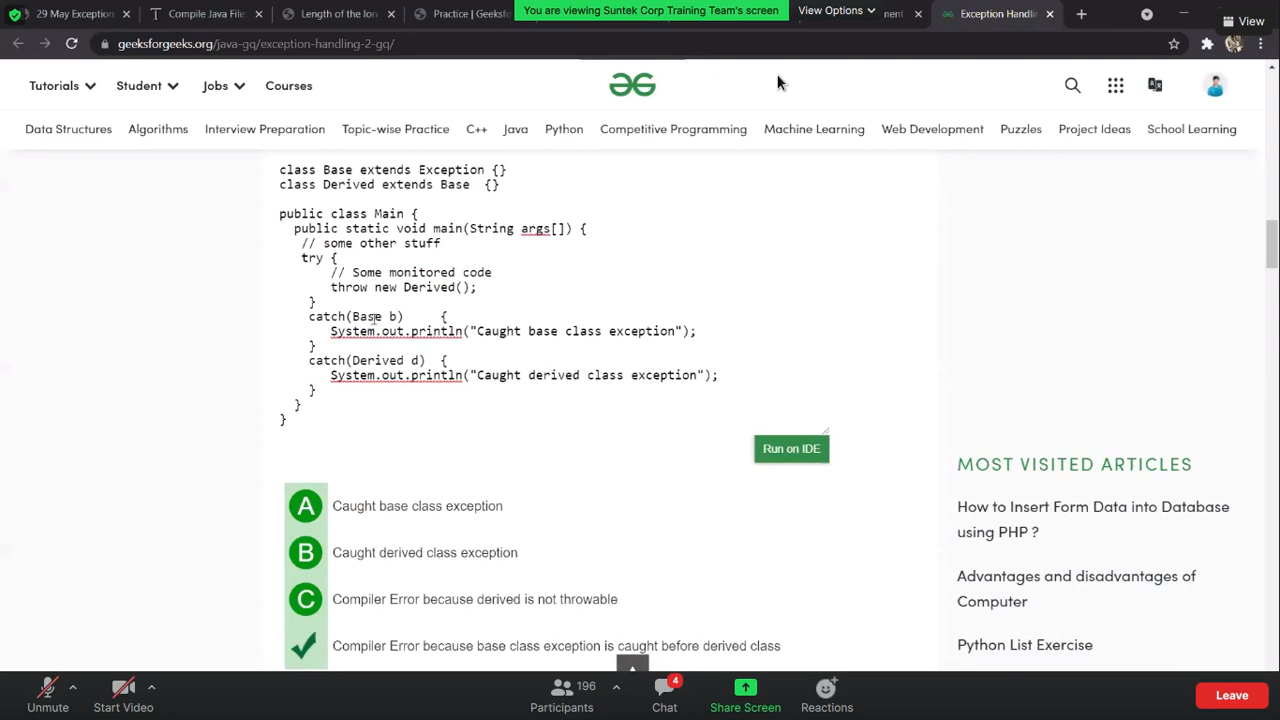 29 May Exception
Compile Java File
Length of the lon
Practice | Geeksf
You are viewing Suntek Corp Training Team's screen
View Options
ment
Exception Handle
View
geeksforgeeks.org/java-gq/exception-handling-2-gq/
Tutorials
Student
Jobs
Courses
Data Structures
Algorithms
Interview Preparation
Topic-wise Practice
C++
Java
Python
Competitive Programming
Machine Learning
Web Development
Puzzles
Project Ideas
School Learning
class Base extends Exception {}
class Derived extends Base  {}
public class Main {
public static void main(String args[]) {
// some other stuff
try {
// Some monitored code
throw new Derived();
}
catch(Base b)     {
System.out.println("Caught base class exception");
}
catch(Derived d)  {
System.out.println("Caught derived class exception");
}
}
}
Run on IDE
A Caught base class exception
B Caught derived class exception
C Compiler Error because derived is not throwable
Compiler Error because base class exception is caught before derived class
MOST VISITED ARTICLES
How to Insert Form Data into Database
using PHP ?
Advantages and disadvantages of
Computer
Python List Exercise
Unmute
Start Video
196
Participants
4
Chat
Share Screen
Reactions
Leave